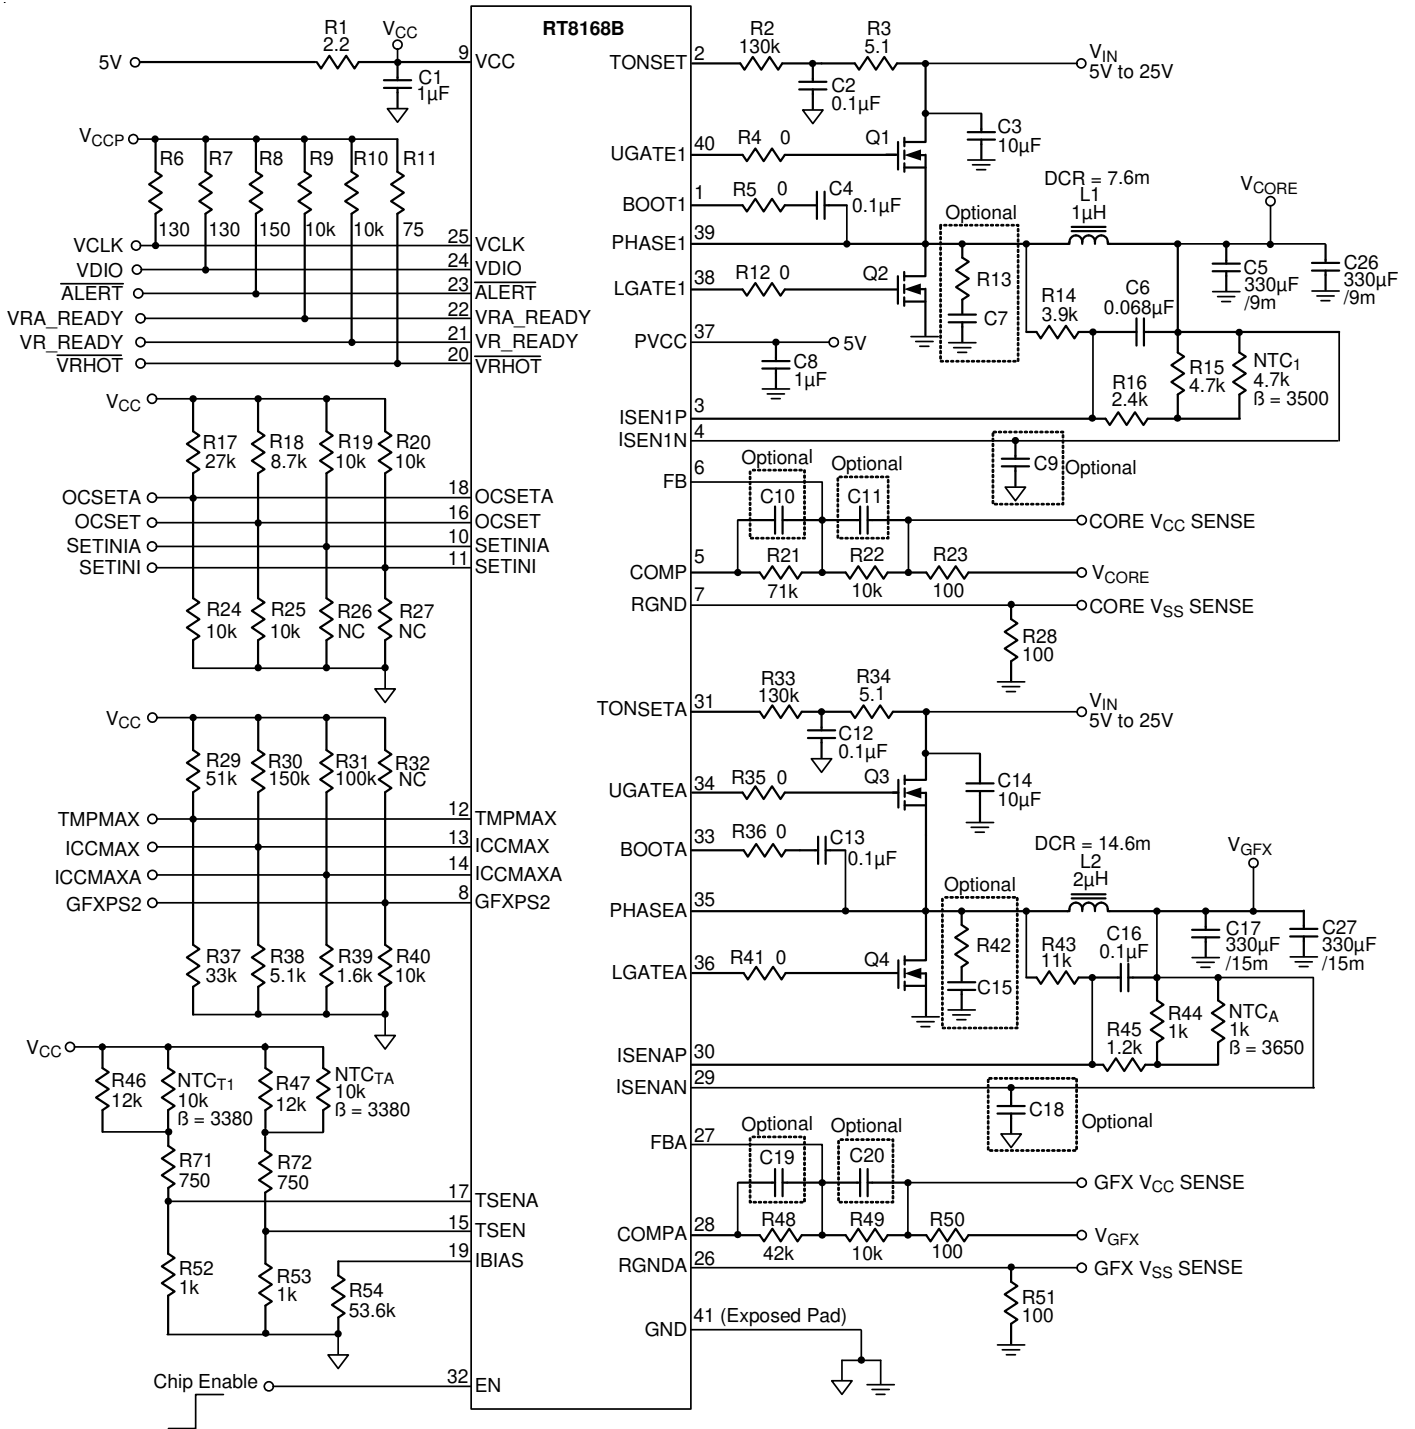 RT8168B
5V
R1
2.2
VCC
C1
1µF
9
VCC
VCCP
R6
R7
R8
R9
R10
R11
130
130
150
10k
10k
75
VCLK
25
VCLK
VDIO
24
VDIO
ALERT
23
ALERT
VRA_READY
22
VRA_READY
VR_READY
21
VR_READY
VRHOT
20
VRHOT
VCC
R17
27k
R18
8.7k
R19
10k
R20
10k
OCSETA
18
OCSETA
OCSET
16
OCSET
SETINIA
10
SETINIA
SETINI
11
SETINI
R24
10k
R25
10k
R26
NC
R27
NC
VCC
R29
51k
R30
150k
R31
100k
R32
NC
TMPMAX
12
TMPMAX
ICCMAX
13
ICCMAX
ICCMAXA
14
ICCMAXA
GFXPS2
8
GFXPS2
R37
33k
R38
5.1k
R39
1.6k
R40
10k
VCC
R46
12k
NTCT1
10k
ß = 3380
R47
12k
NTCTA
10k
ß = 3380
R71
750
R72
750
17
TSENA
15
TSEN
19
IBIAS
R52
1k
R53
1k
R54
53.6k
Chip Enable
32
EN
TONSET
2
R2
130k
R3
5.1
VIN
5V to 25V
C2
0.1µF
C3
10µF
UGATE1
40
R4 0
Q1
BOOT1
1
R5 0
C4
0.1µF
PHASE1
39
Optional
R13
C7
DCR = 7.6m
L1
1µH
VCORE
LGATE1
38
R12 0
Q2
C5
330µF
/9m
C26
330µF
/9m
R14
3.9k
C6
0.068µF
PVCC
37
5V
C8
1µF
R16
2.4k
R15
4.7k
NTC1
4.7k
ß = 3500
ISEN1P
3
ISEN1N
4
C9
Optional
FB
6
Optional
C10
Optional
C11
CORE VCC SENSE
COMP
5
R21
71k
R22
10k
R23
100
VCORE
RGND
7
CORE VSS SENSE
R28
100
TONSETA
31
R33
130k
R34
5.1
VIN
5V to 25V
C12
0.1µF
C14
10µF
UGATEA
34
R35 0
Q3
BOOTA
33
R36 0
C13
0.1µF
PHASEA
35
Optional
R42
C15
DCR = 14.6m
L2
2µH
VGFX
LGATEA
36
R41 0
Q4
C17
330µF
/15m
C27
330µF
/15m
R43
11k
C16
0.1µF
R45
1.2k
R44
1k
NTCA
1k
ß = 3650
ISENAP
30
ISENAN
29
C18
Optional
FBA
27
Optional
C19
Optional
C20
GFX VCC SENSE
COMPA
28
R48
42k
R49
10k
R50
100
VGFX
RGNDA
26
GFX VSS SENSE
R51
100
GND
41 (Exposed Pad)